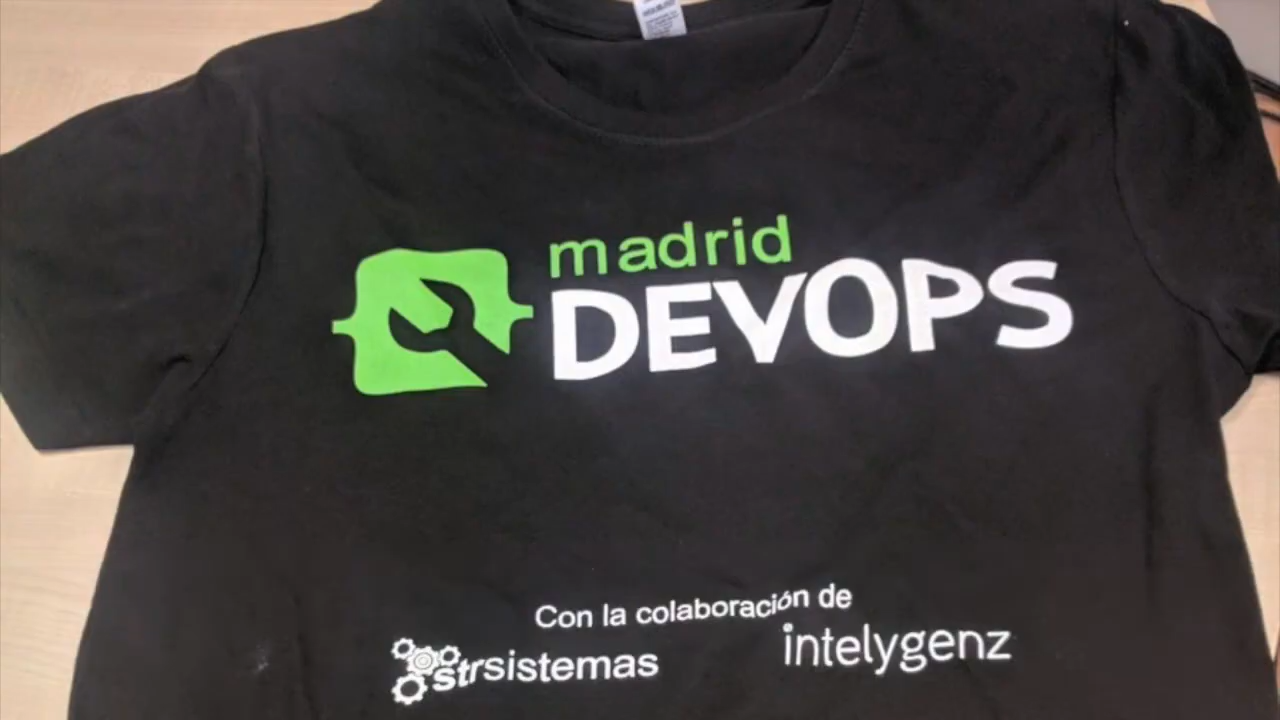 madrid
DEVOPS
Con la colaboración de
strsistemas
intelygenz